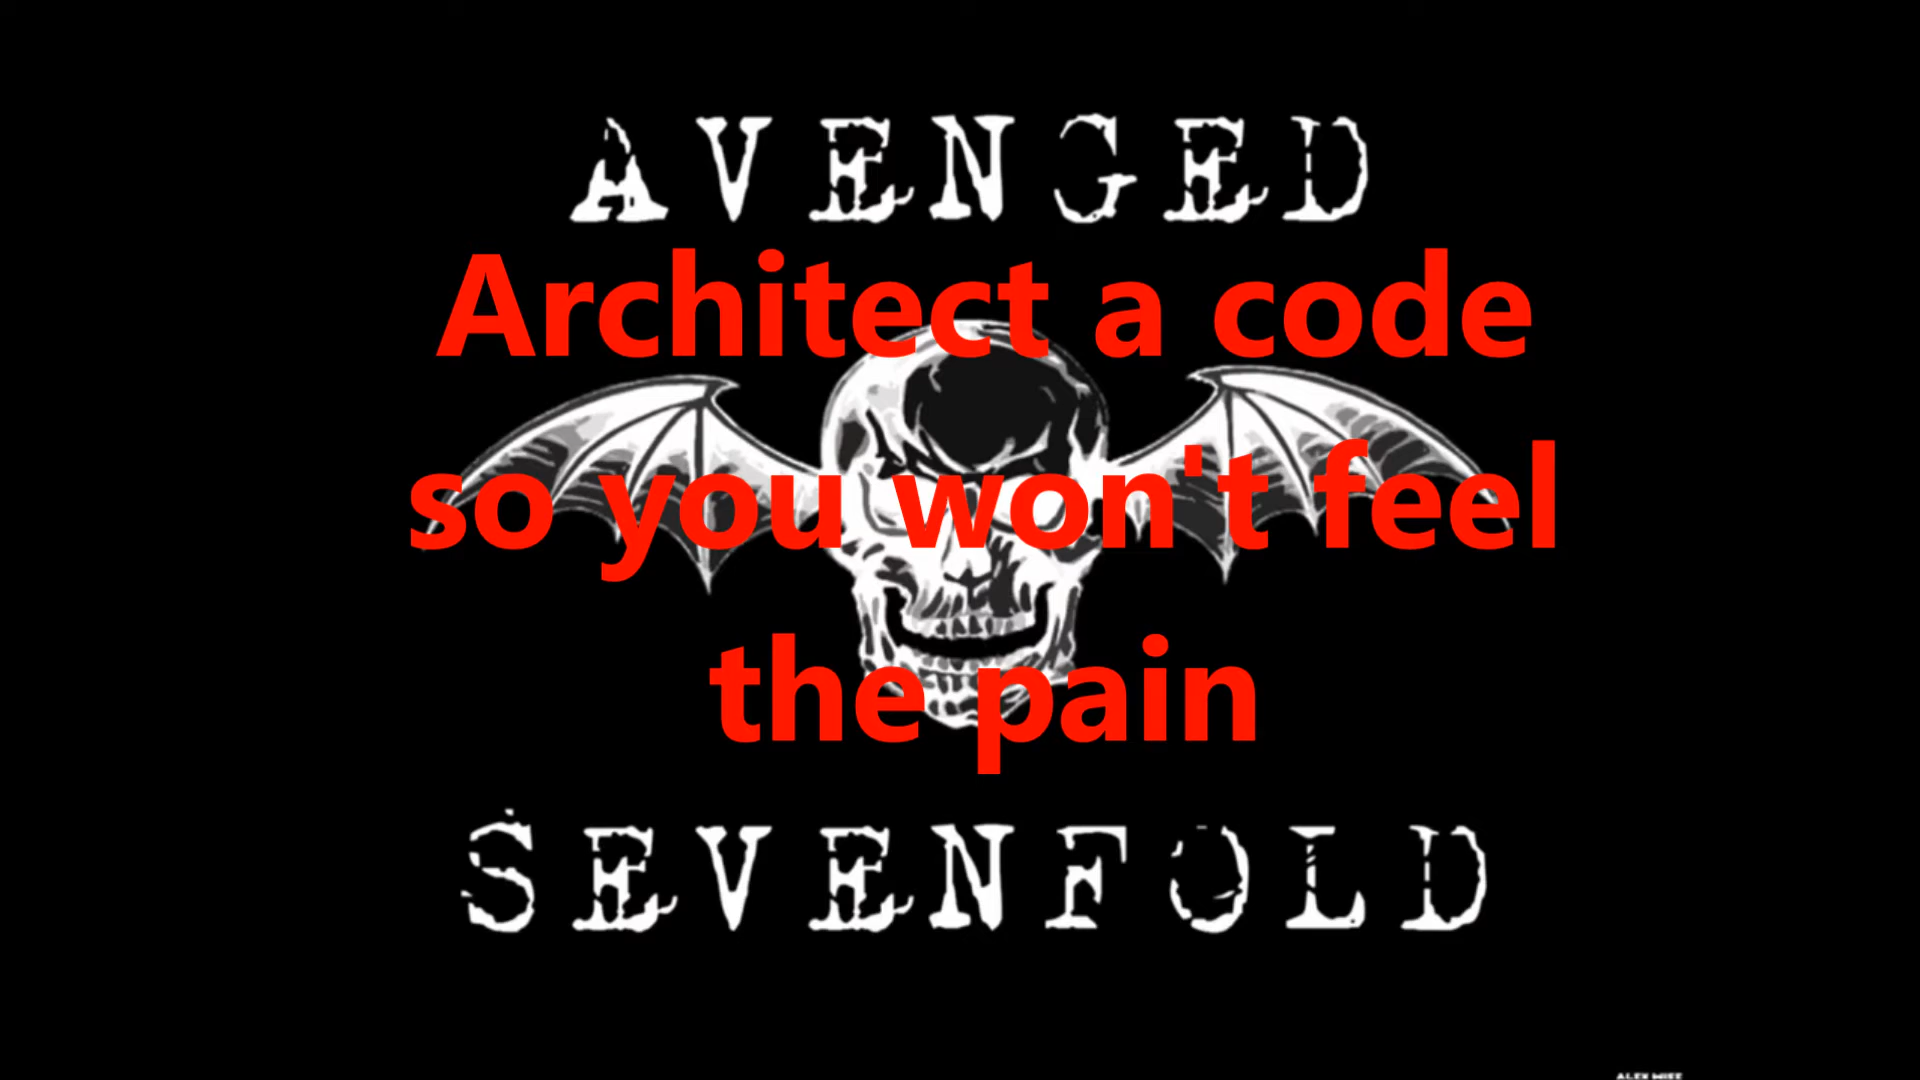 AVENGED
Architect a code
so you won't feel
the pain
SEVENFOLD